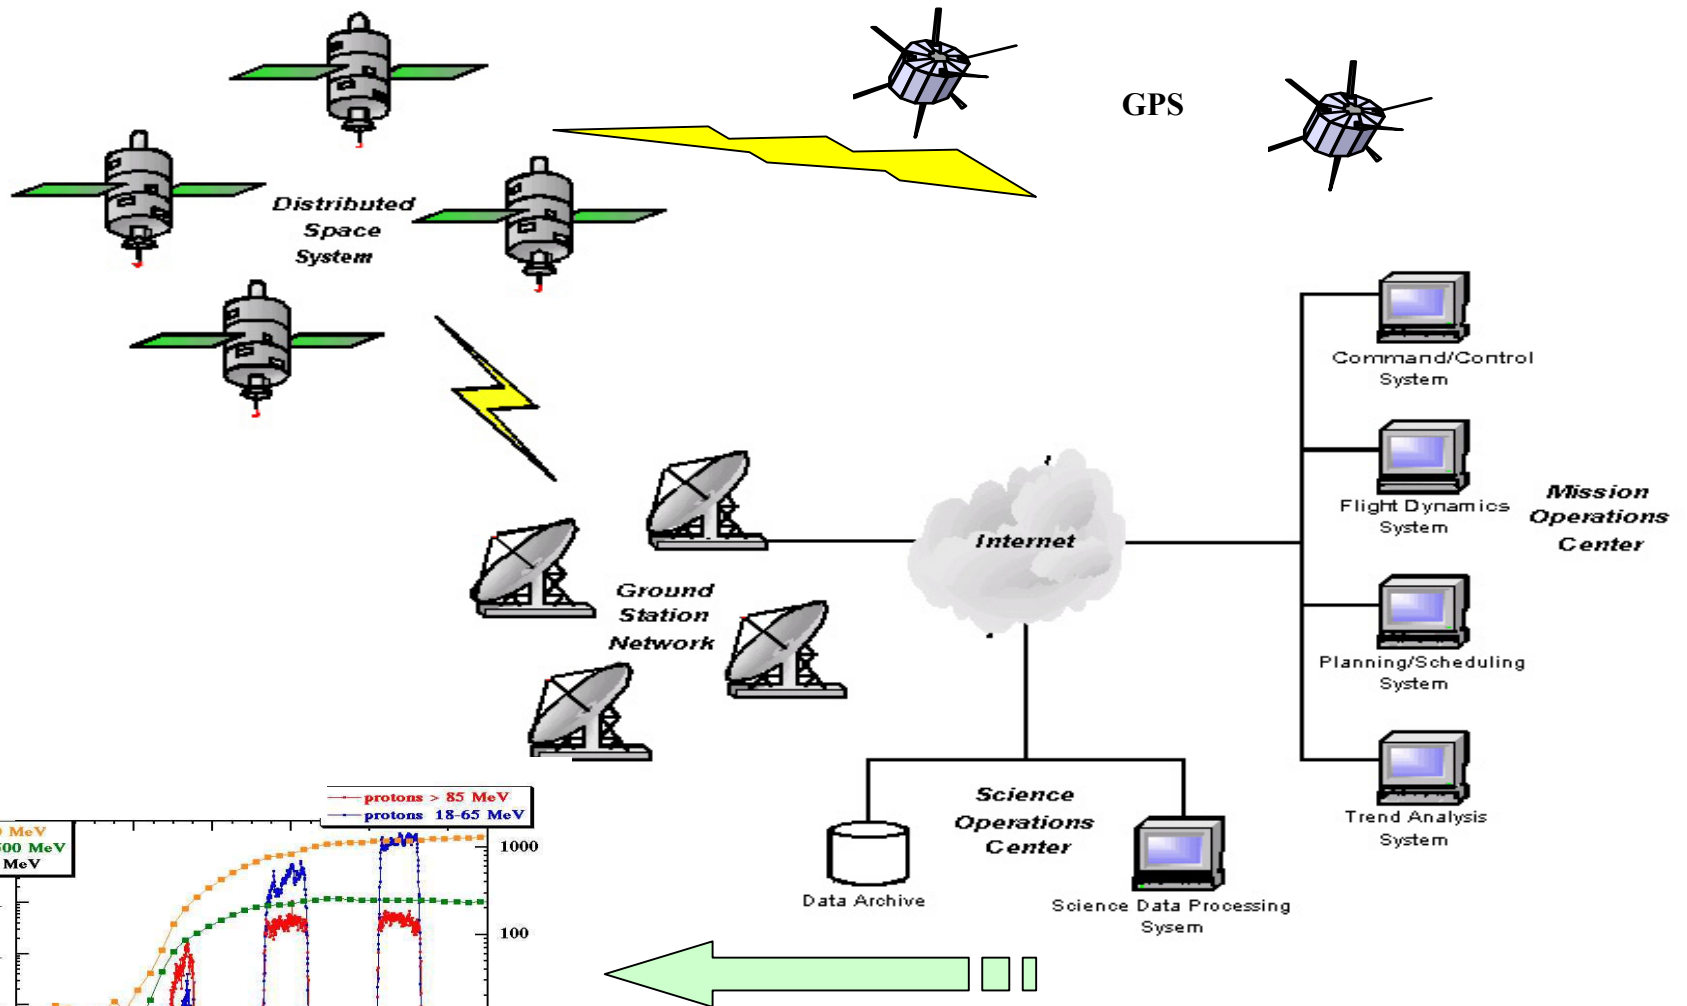 GPS
Distributed
Space
System
Command/Control
System
Flight Dynamics
System
Mission
Operations
Center
Internet
Ground
Station
Network
Planning/Scheduling
System
Trend Analysis
System
Science
Operations
Center
Data Archive
Science Data Processing
Sysem
protons > 85 MeV
protons 18-65 MeV
MeV
500 MeV
MeV
1000
100